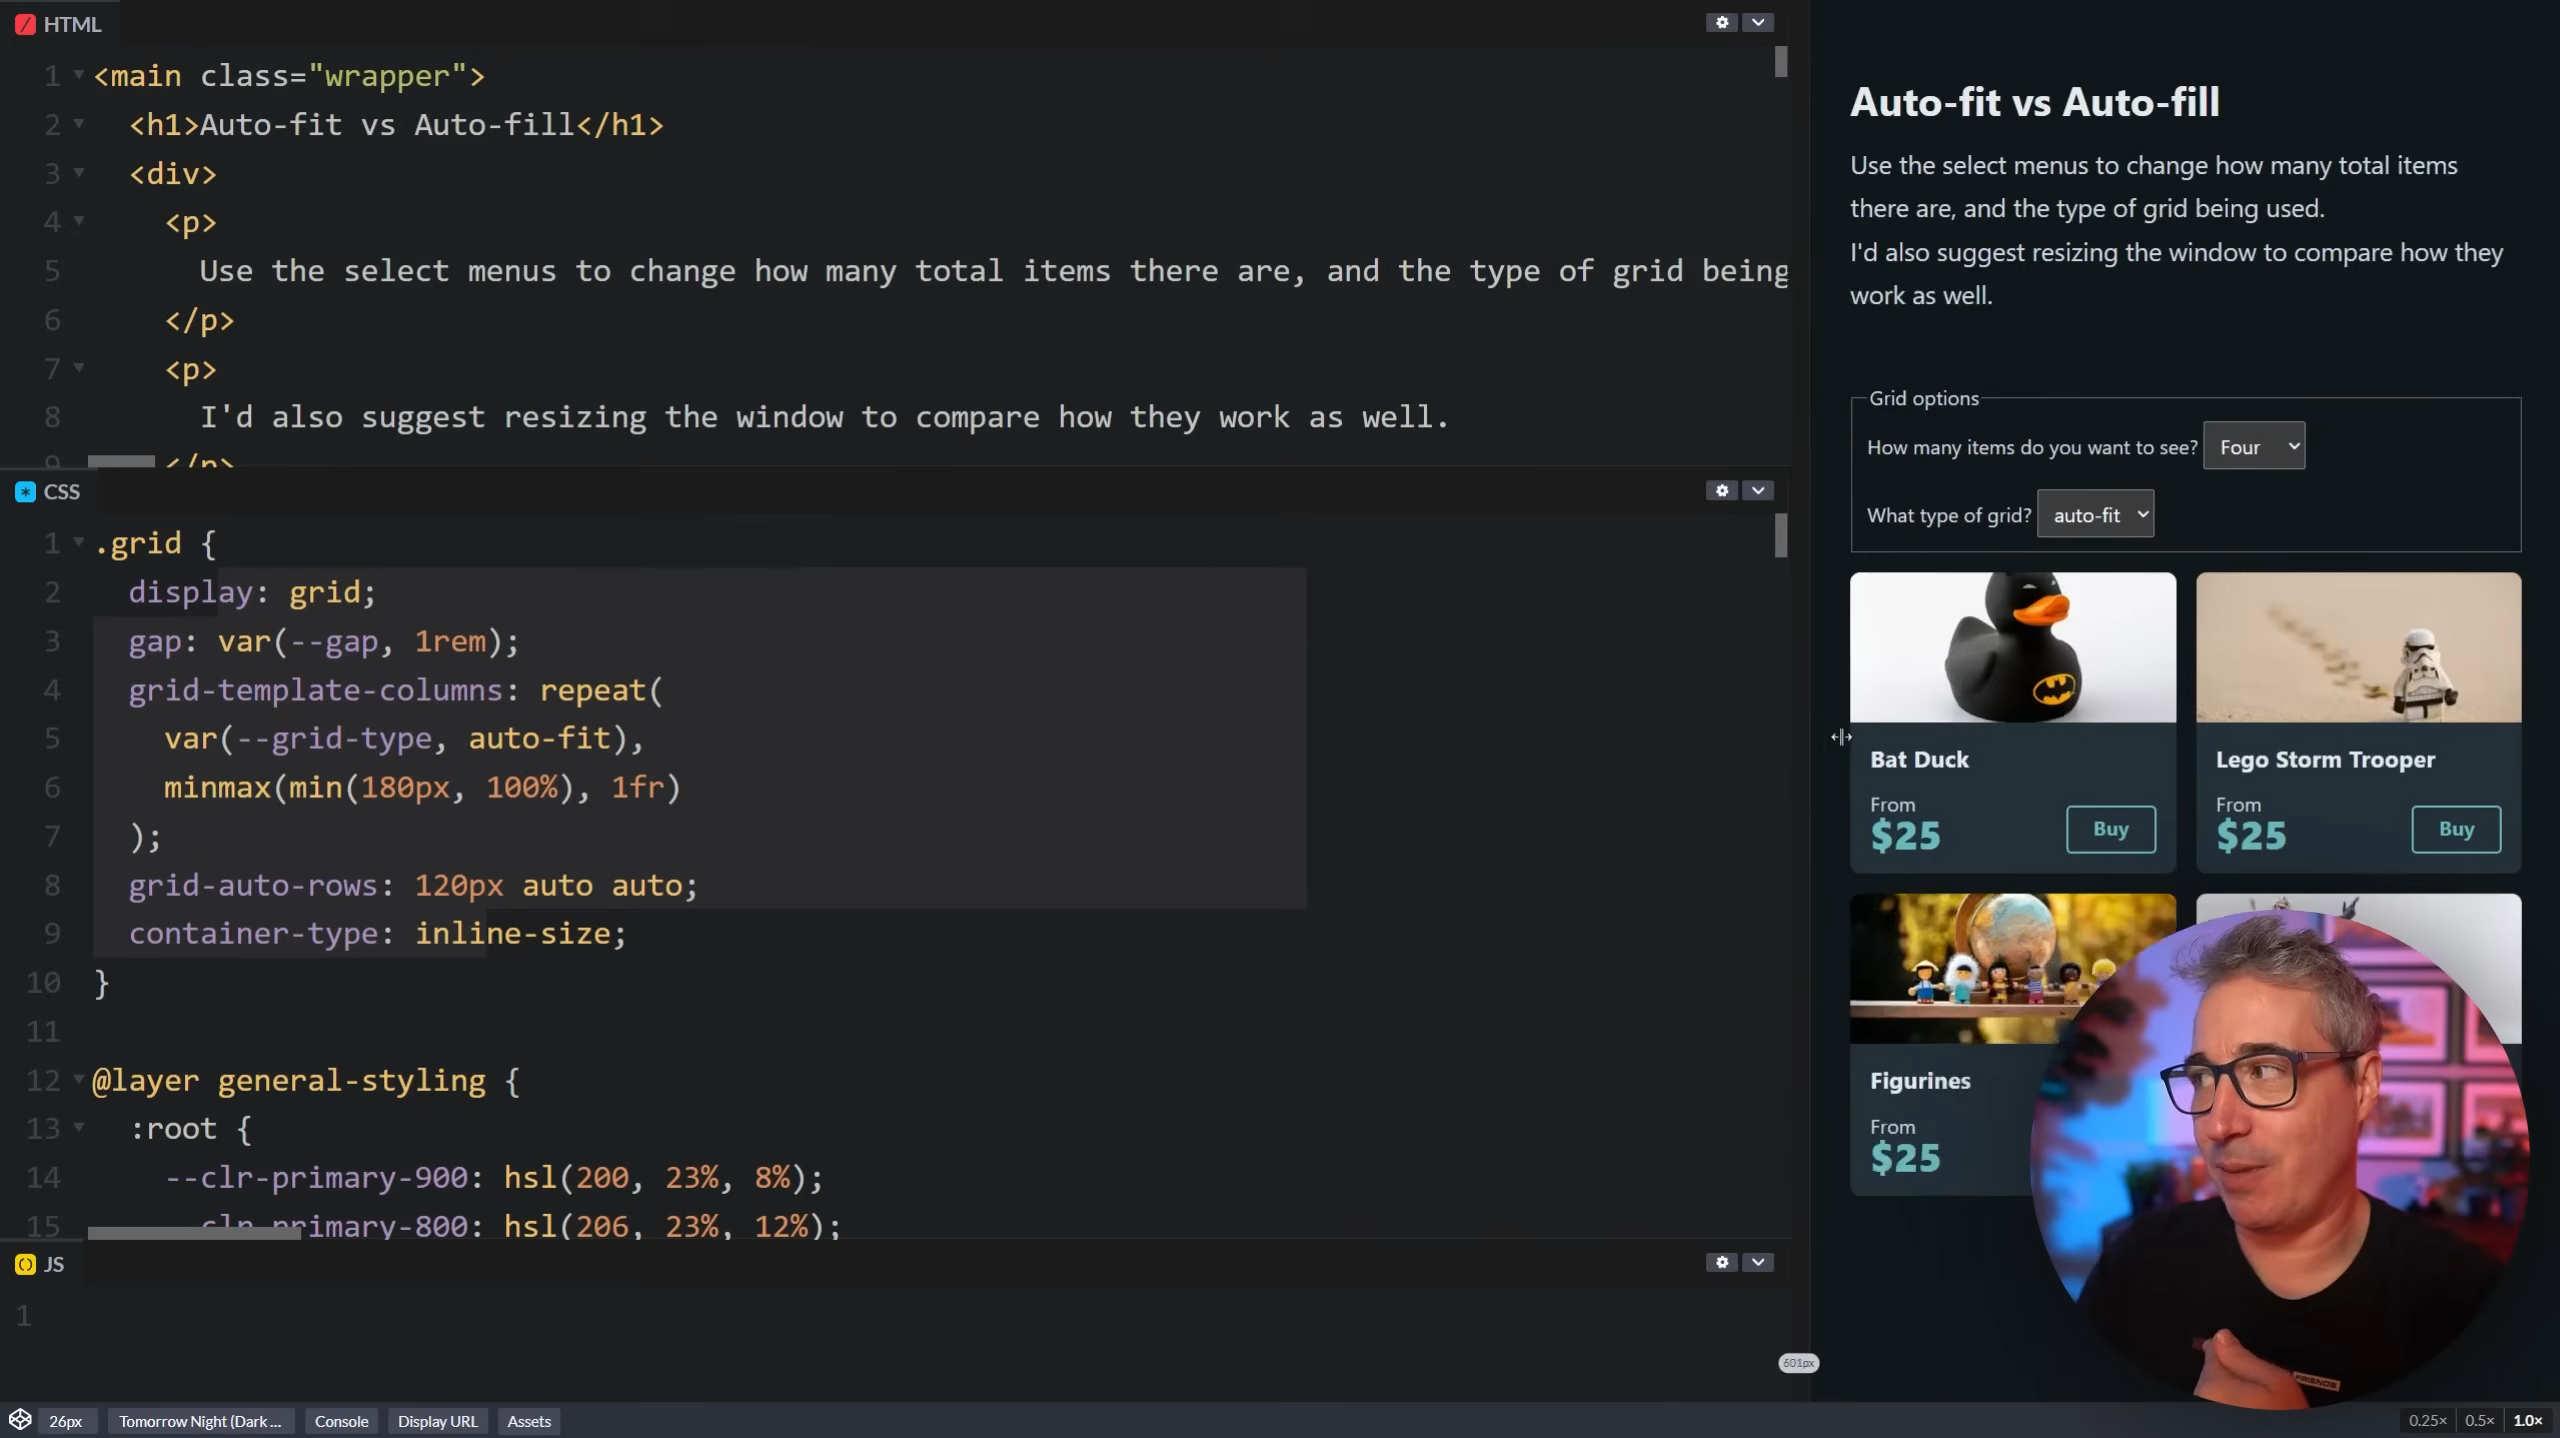 HTML
1 <main class="wrapper">
2 <h1>Auto-fit vs Auto-fill</h1>
3 <div>
4 <p>
5 Use the select menus to change how many total items there are, and the type of grid being
6 </p>
7 <p>
8 I'd also suggest resizing the window to compare how they work as well.
9 </p>
CSS
1 .grid {
2 display: grid;
3 gap: var(--gap, 1rem);
4 grid-template-columns: repeat(
5 var(--grid-type, auto-fit),
6 minmax(min(180px, 100%), 1fr)
7 );
8 grid-auto-rows: 120px auto auto;
9 container-type: inline-size;
10 }
11
12 @layer general-styling {
13 :root {
14 --clr-primary-900: hsl(200, 23%, 8%);
15 --clr-primary-800: hsl(206, 23%, 12%);
JS
1
601px
26px
Tomorrow Night (Dark ...
Console
Display URL
Assets
0.25×
0.5×
1.0×
Auto-fit vs Auto-fill
Use the select menus to change how many total items
there are, and the type of grid being used.
I'd also suggest resizing the window to compare how they
work as well.
Grid options
How many items do you want to see? Four
What type of grid? auto-fit
Bat Duck
From
$25
Buy
Lego Storm Trooper
From
$25
Buy
Figurines
From
$25
FRIENDS